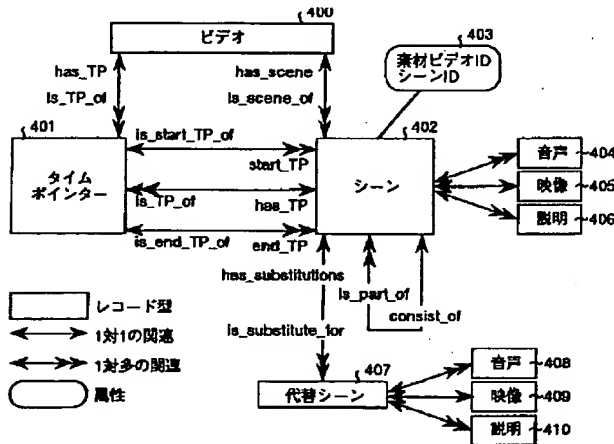 400
ビデオ
403
素材ビデオID
シーンID
has_TP
has_scene
is_TP_of
is_scene_of
401
402
is_start_TP_of
start_TP
タイム
ポインター
シーン
is_TP_of
has_TP
is_end_TP_of
end_TP
音声
404
映像
405
説明
406
has_substitutions
is_part_of
consist_of
is_substitute_for
レコード型
1対1の関連
1対多の関連
属性
407
代替シーン
音声
408
映像
409
説明
410